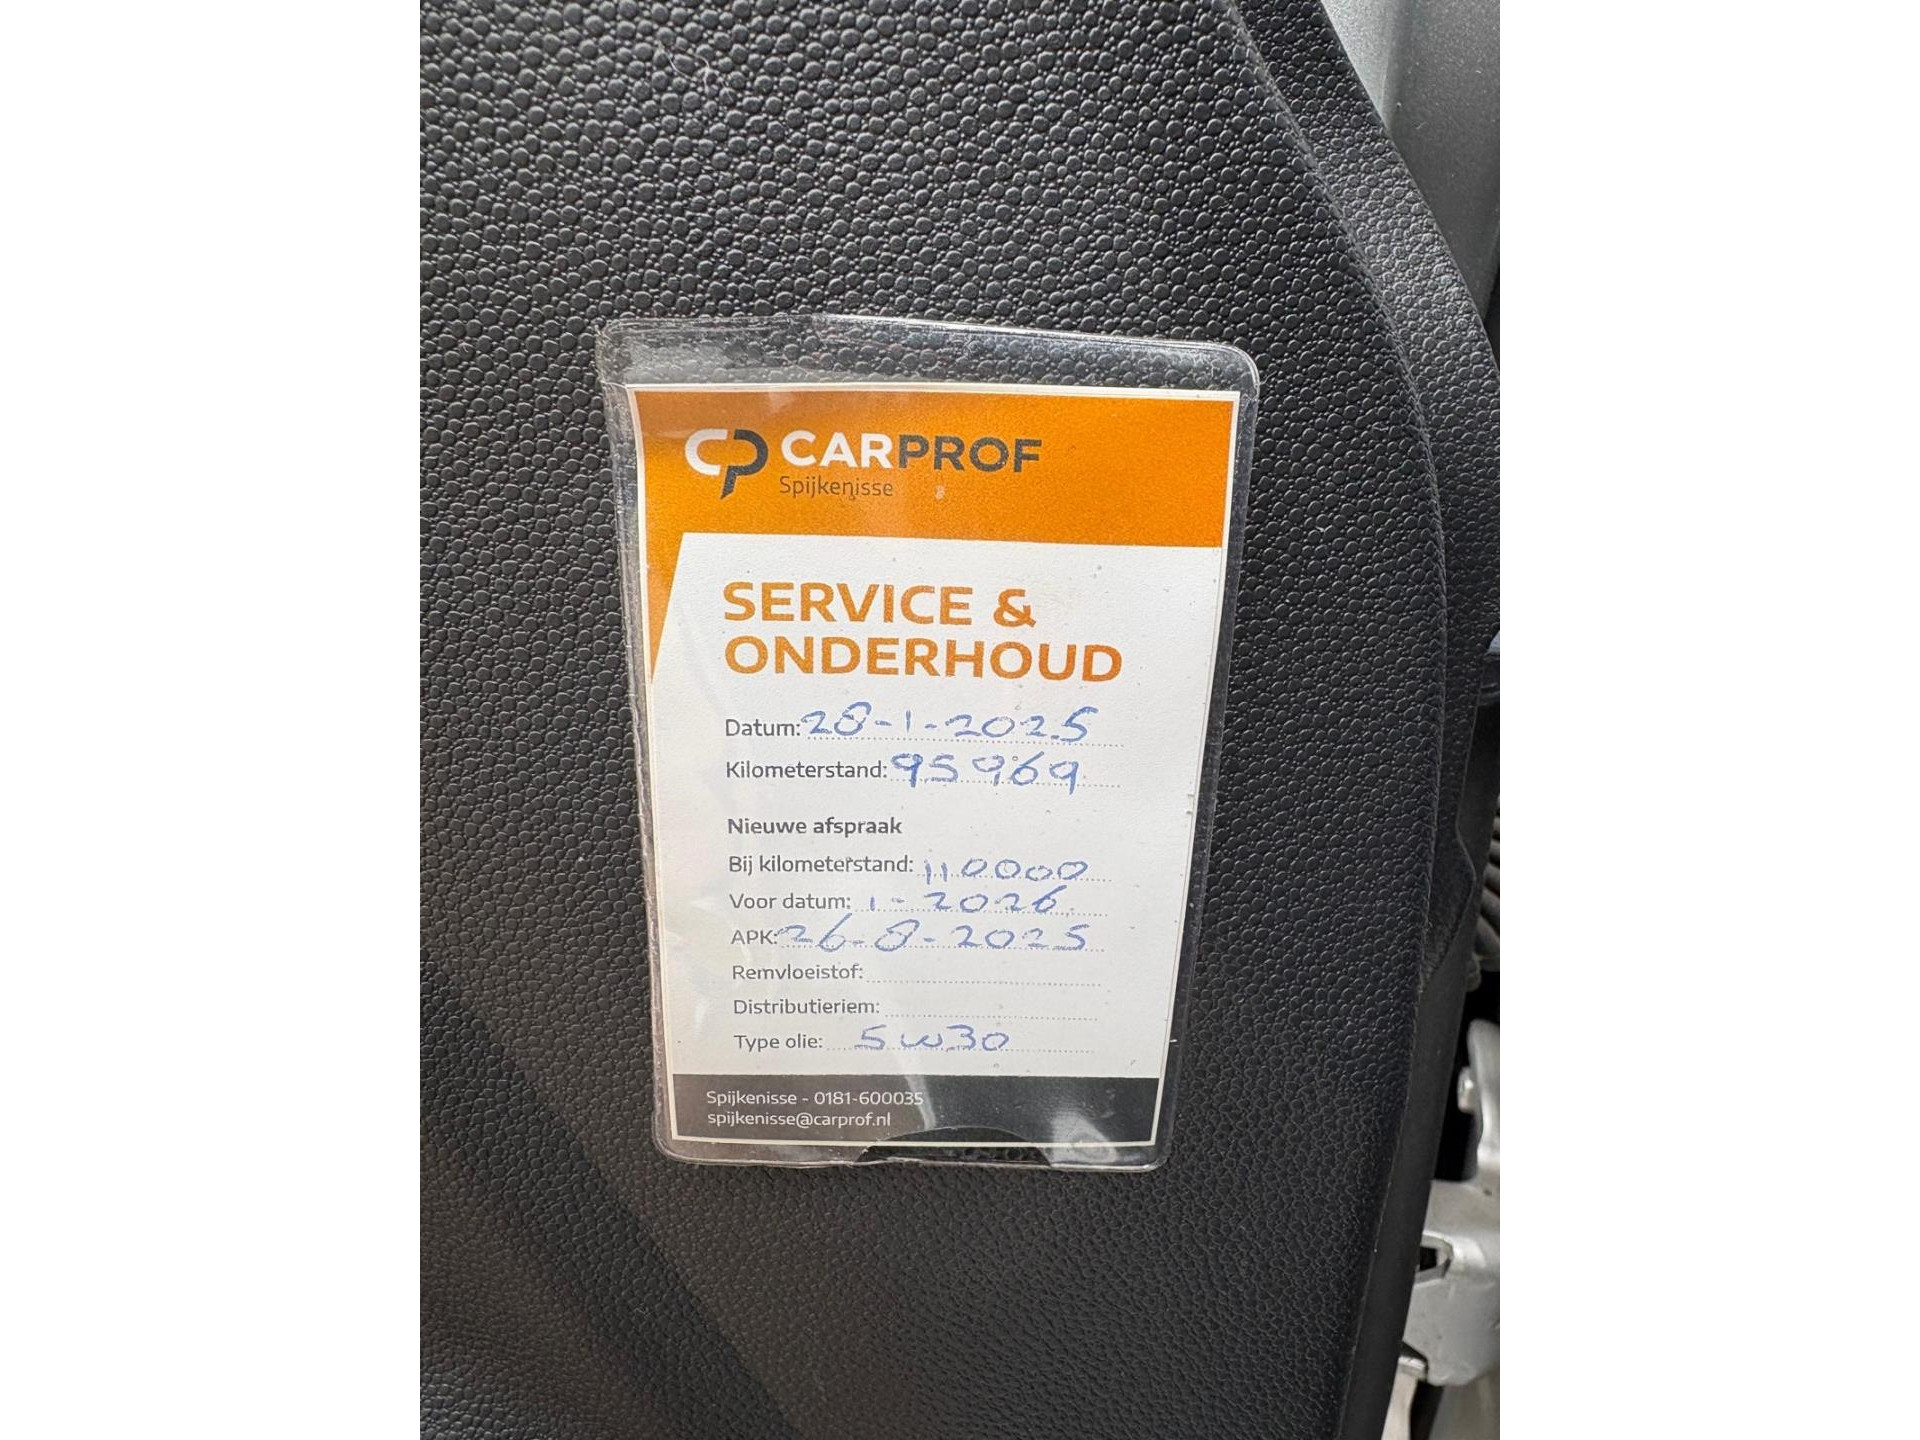 CP CARPROF
Spijkenisse
SERVICE &
ONDERHOUD
Datum: 28-1-2025
Kilometerstand: 95969
Nieuwe afspraak
Bij kilometerstand: 110000
Voor datum: 1-2026
APK: 26-8-2025
Remvloeistof:
Distributieriem:
Type olie: 5W30
Spijkenisse - 0181-600035
spijkenisse@carprof.nl